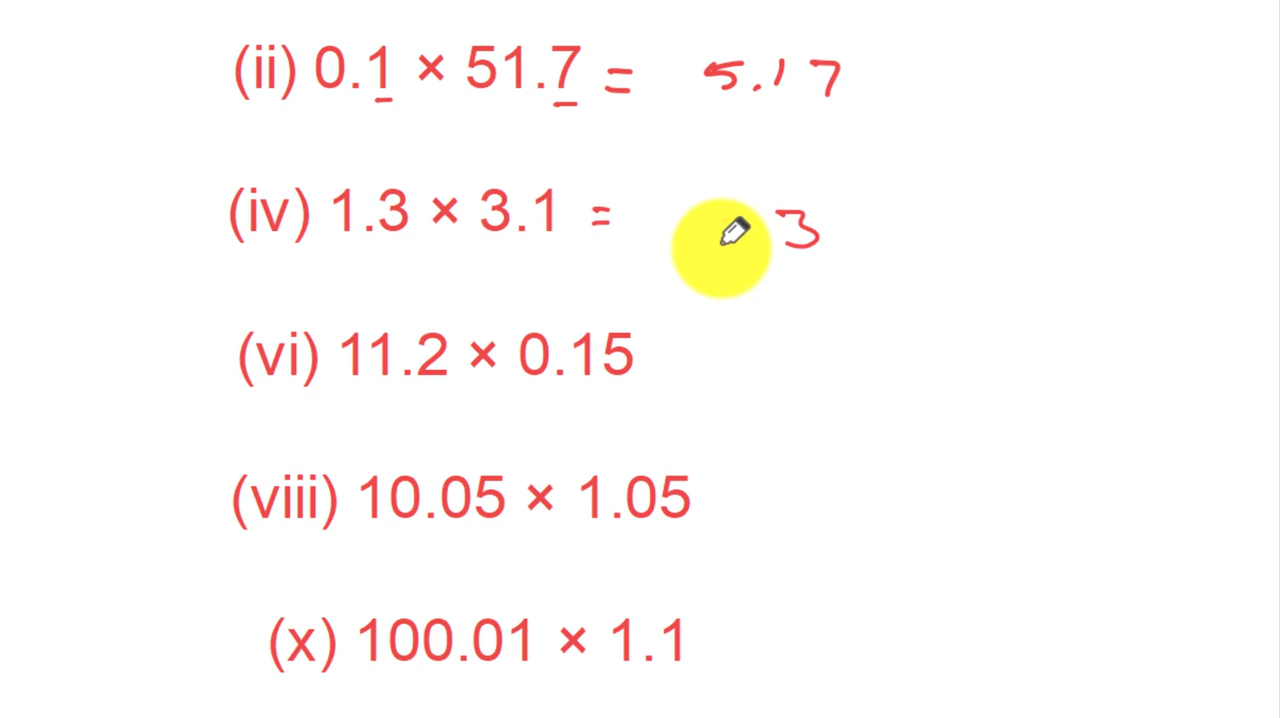 (ii) 0.1 × 51.7 = 5.17
(iv) 1.3 × 3.1 = 3
(vi) 11.2 × 0.15
(viii) 10.05 × 1.05
(x) 100.01 × 1.1